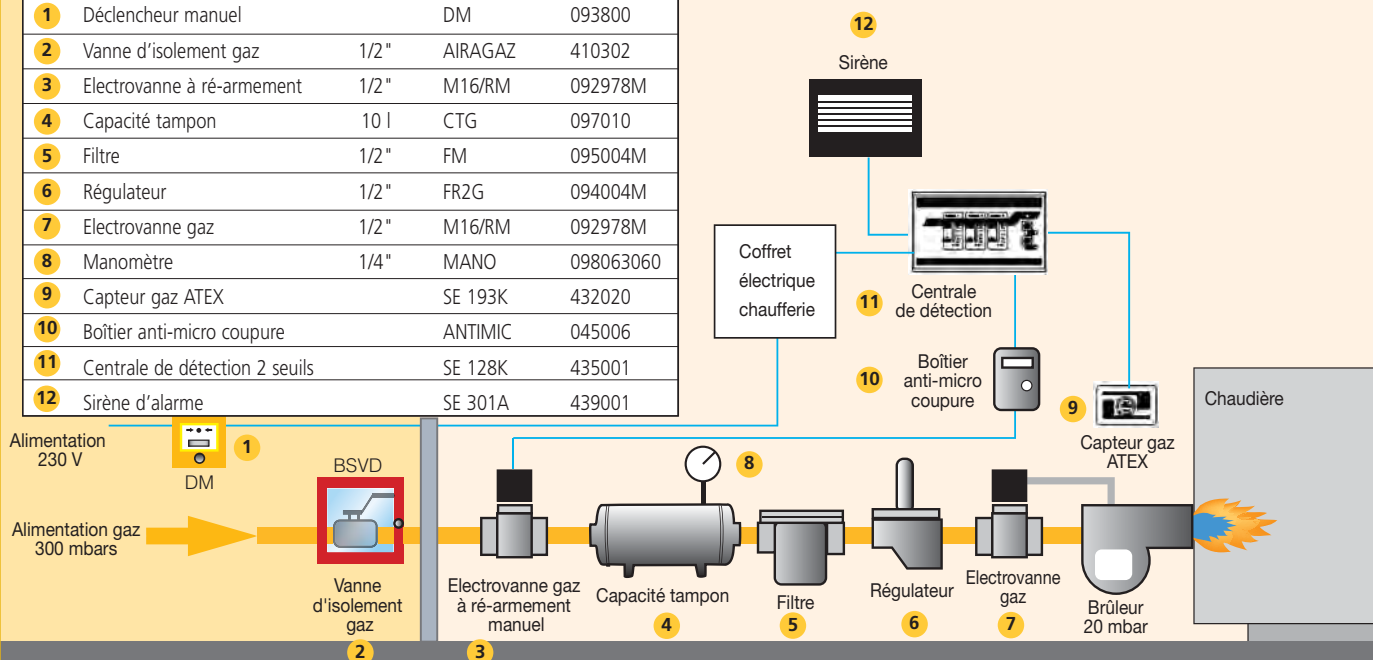 1 Déclencheur manuel DM 093800
2 Vanne d'isolement gaz 1/2" AIRAGAZ 410302
3 Electrovanne à ré-armement 1/2" M16/RM 092978M
4 Capacité tampon 10 l CTG 097010
5 Filtre 1/2" FM 095004M
6 Régulateur 1/2" FR2G 094004M
7 Electrovanne gaz 1/2" M16/RM 092978M
8 Manomètre 1/4" MANO 098063060
9 Capteur gaz ATEX SE 193K 432020
10 Boîtier anti-micro coupure ANTIMIC 045006
11 Centrale de détection 2 seuils SE 128K 435001
12 Sirène d'alarme SE 301A 439001
12
Sirène
Coffret
électrique
chaufferie
11
Centrale
de détection
10
Boîtier
anti-micro
coupure
9
Capteur gaz
ATEX
Chaudière
Alimentation
230 V
1
DM
BSVD
8
Alimentation gaz
300 mbars
Vanne
d'isolement
gaz
2
Electrovanne gaz
à ré-armement
manuel
3
Capacité tampon
4
Filtre
5
Régulateur
6
Electrovanne
gaz
7
Brûleur
20 mbar